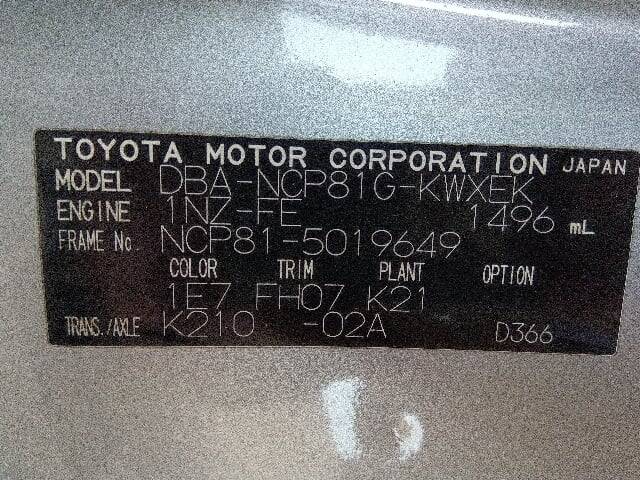 TOYOTA MOTOR CORPORATION JAPAN
MODEL DBA-NCP81G-KWXEK
ENGINE 1NZ-FE 1496 mL
FRAME No. NCP81-5019649
COLOR TRIM PLANT OPTION
1E7 FH07 K21
TRANS./AXLE K210 -02A D366